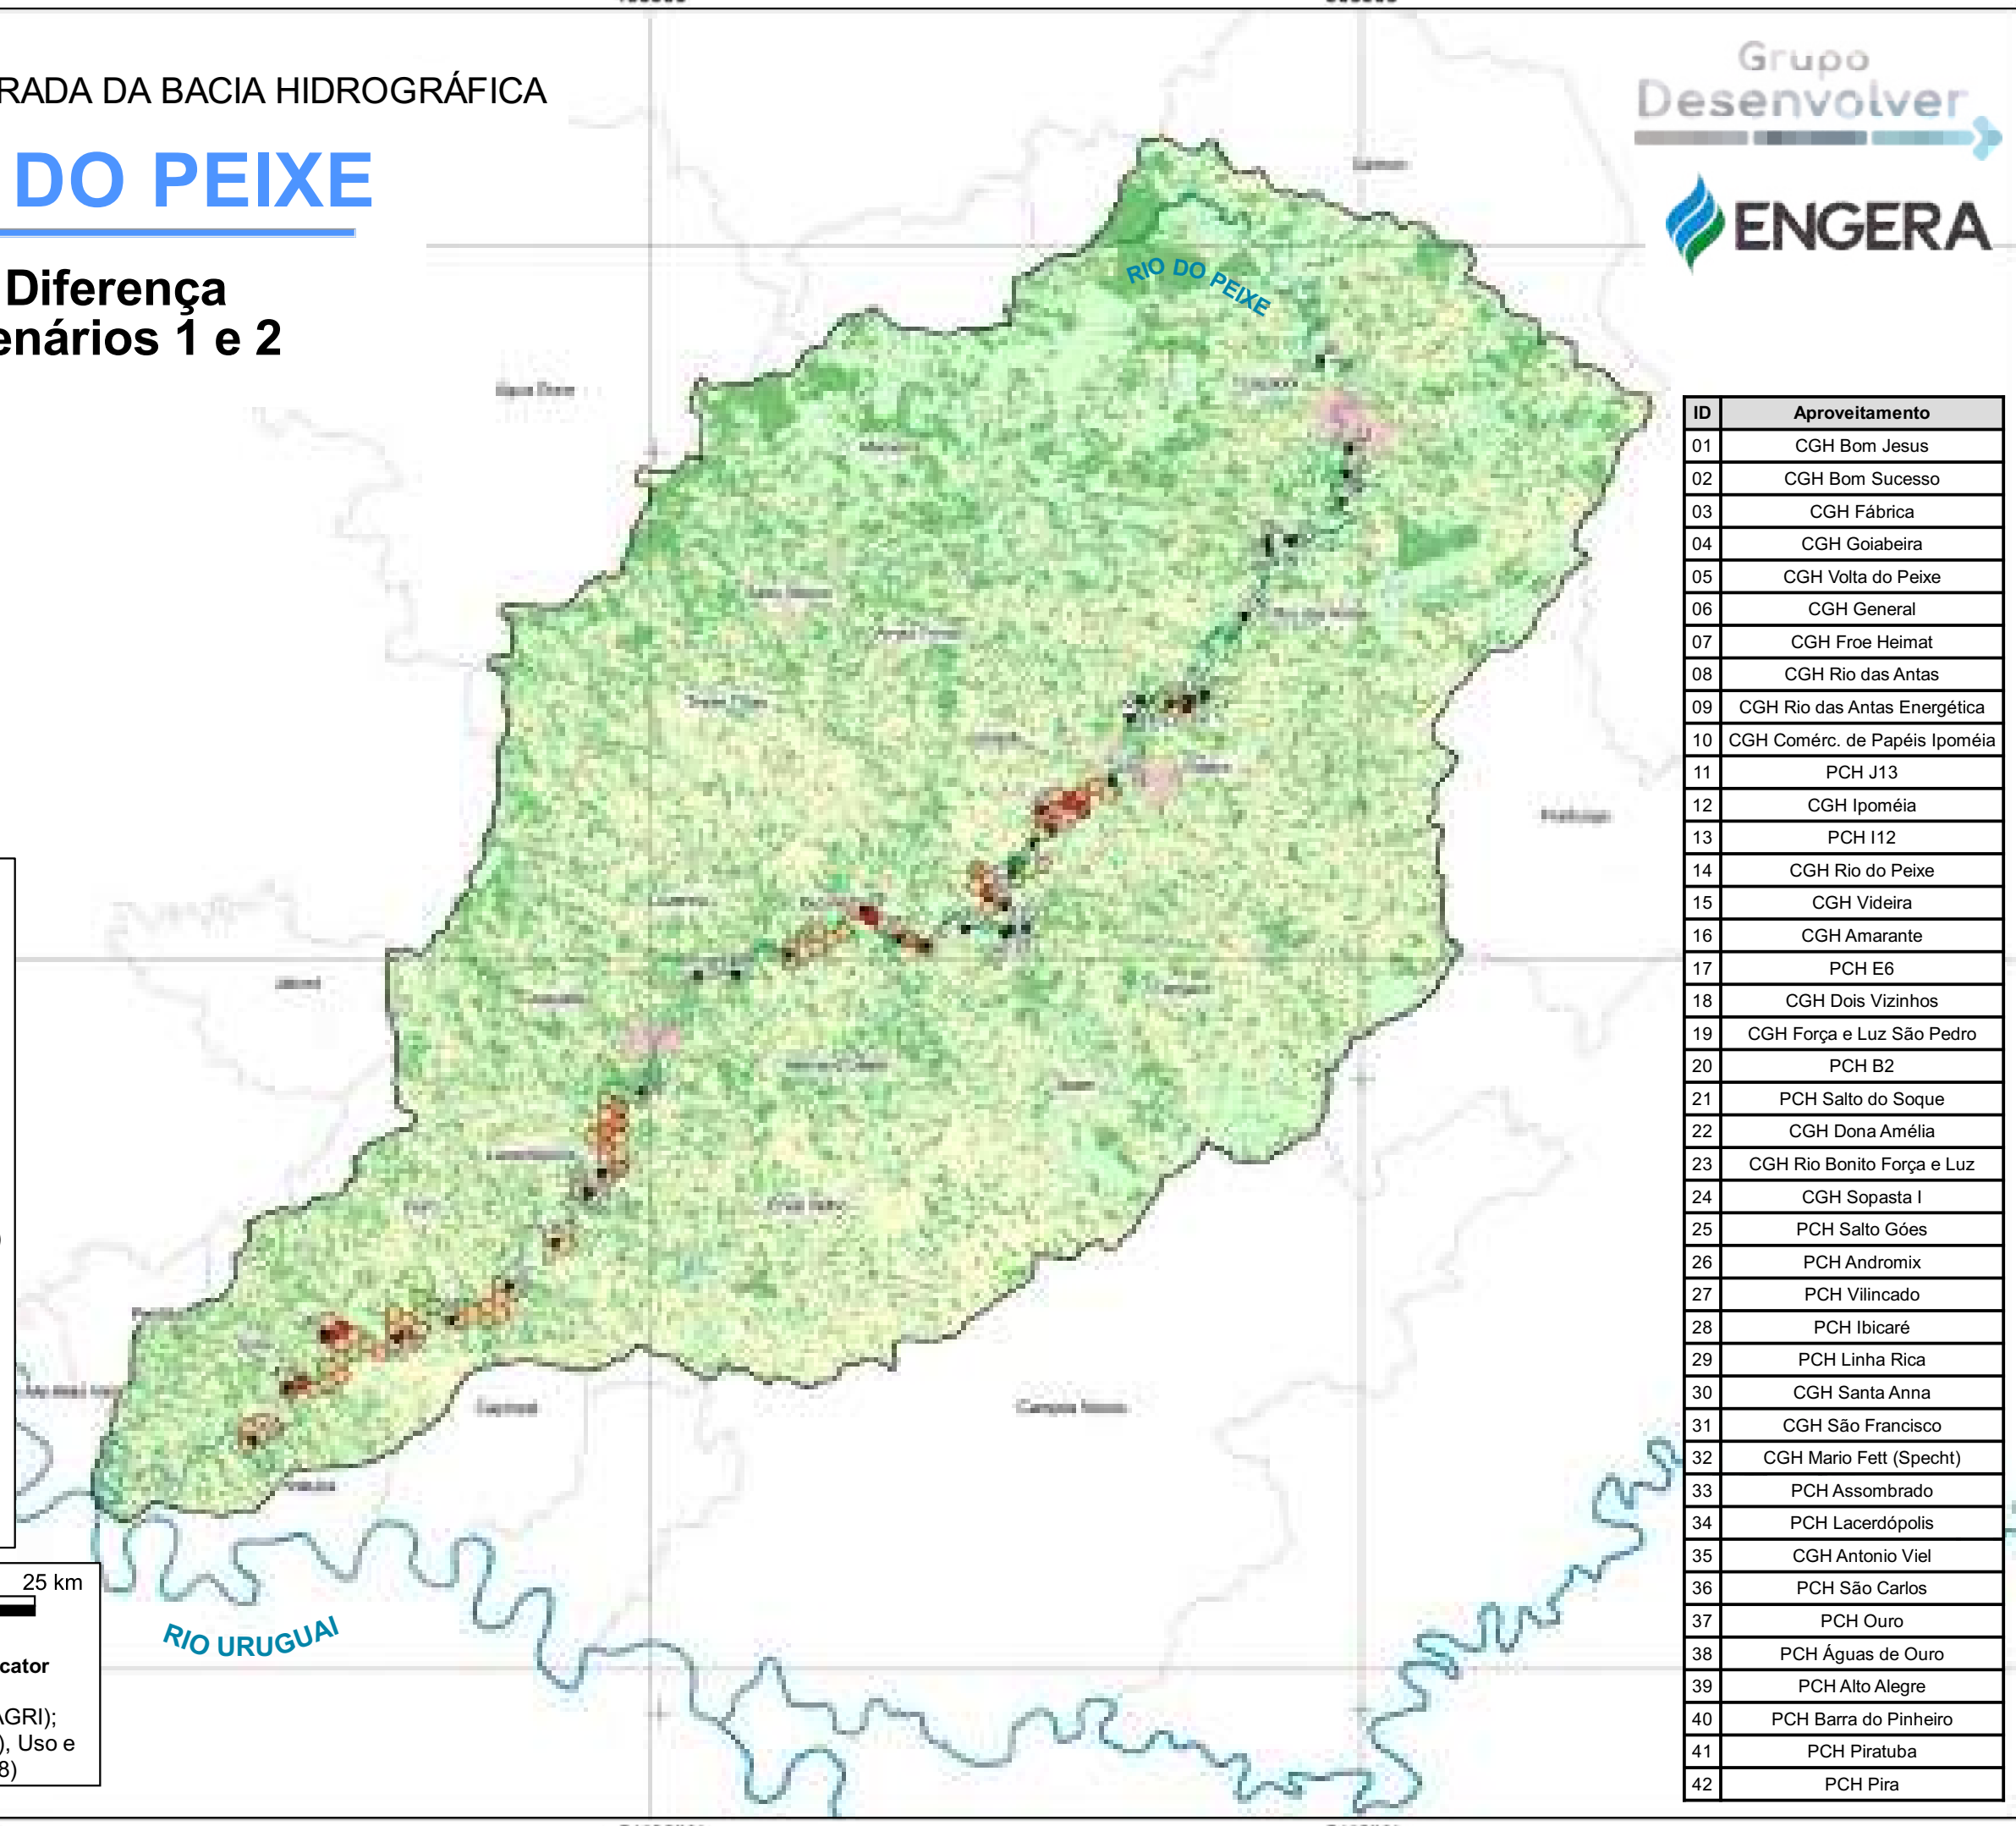 RADA DA BACIA HIDROGRÁFICA
DO PEIXE
Diferença
enários 1 e 2
Grupo
Desenvolver
ENGERA
RIO DO PEIXE
Água Doce
Campos Novos
RIO URUGUAI
25 km
cator
AGRI);
), Uso e
8)
ID Aproveitamento
01 CGH Bom Jesus
02 CGH Bom Sucesso
03 CGH Fábrica
04 CGH Goiabeira
05 CGH Volta do Peixe
06 CGH General
07 CGH Froe Heimat
08 CGH Rio das Antas
09 CGH Rio das Antas Energética
10 CGH Comérc. de Papéis Ipoméia
11 PCH J13
12 CGH Ipoméia
13 PCH I12
14 CGH Rio do Peixe
15 CGH Videira
16 CGH Amarante
17 PCH E6
18 CGH Dois Vizinhos
19 CGH Força e Luz São Pedro
20 PCH B2
21 PCH Salto do Soque
22 CGH Dona Amélia
23 CGH Rio Bonito Força e Luz
24 CGH Sopasta I
25 PCH Salto Góes
26 PCH Andromix
27 PCH Vilincado
28 PCH Ibicaré
29 PCH Linha Rica
30 CGH Santa Anna
31 CGH São Francisco
32 CGH Mario Fett (Specht)
33 PCH Assombrado
34 PCH Lacerdópolis
35 CGH Antonio Viel
36 PCH São Carlos
37 PCH Ouro
38 PCH Águas de Ouro
39 PCH Alto Alegre
40 PCH Barra do Pinheiro
41 PCH Piratuba
42 PCH Pira